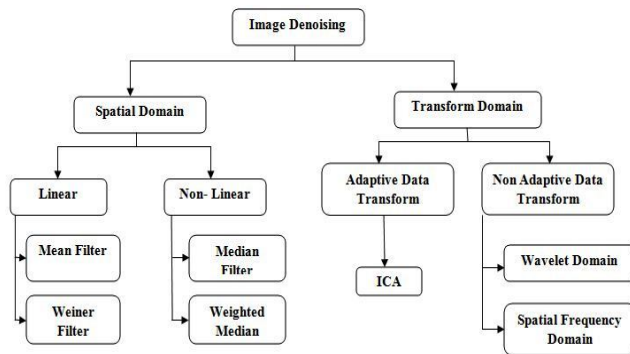 Image Denoising
Spatial Domain
Transform Domain
Linear
Non- Linear
Adaptive Data
Transform
Non Adaptive Data
Transform
Mean Filter
Median
Filter
Wavelet Domain
ICA
Weiner
Filter
Weighted
Median
Spatial Frequency
Domain